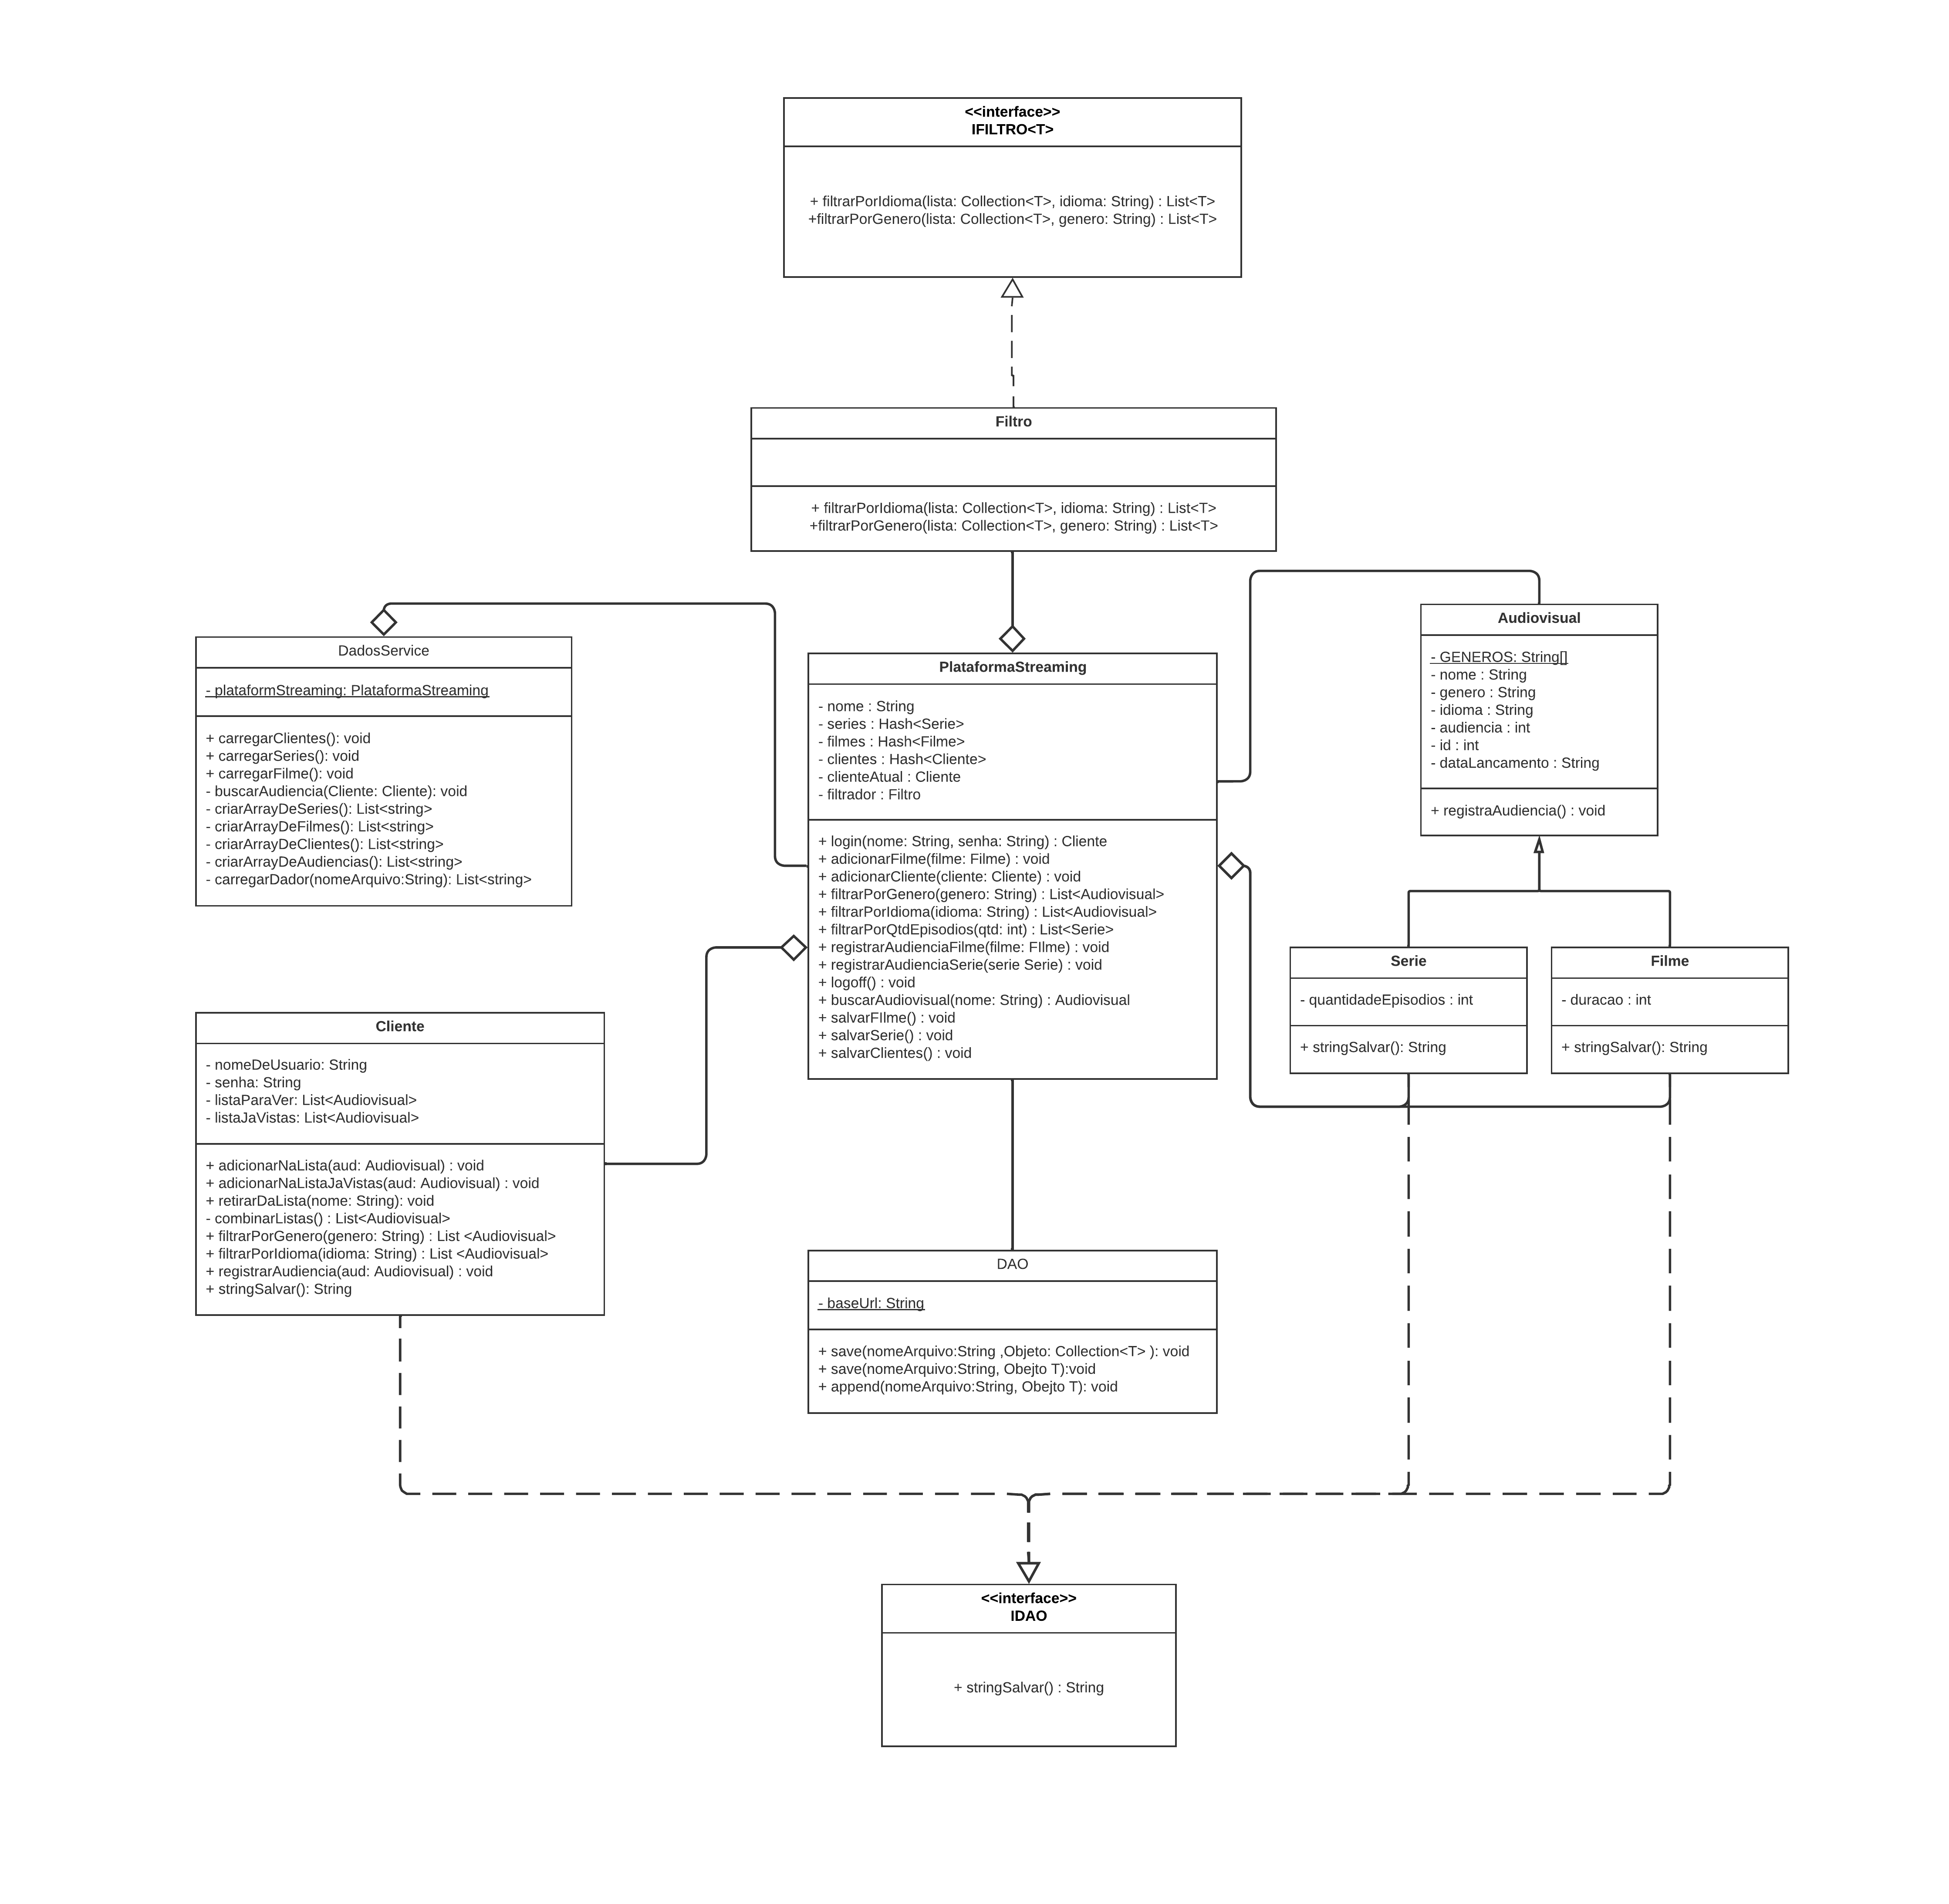 <<interface>>
IFILTRO<T>
+ filtrarPorIdioma(lista: Collection<T>, idioma: String) : List<T>
+filtrarPorGenero(lista: Collection<T>, genero: String) : List<T>
Filtro
+ filtrarPorIdioma(lista: Collection<T>, idioma: String) : List<T>
+filtrarPorGenero(lista: Collection<T>, genero: String) : List<T>
DadosService
- plataformStreaming: PlataformaStreaming
+ carregarClientes(): void
+ carregarSeries(): void
+ carregarFilme(): void
- buscarAudiencia(Cliente: Cliente): void
- criarArrayDeSeries(): List<string>
- criarArrayDeFilmes(): List<string>
- criarArrayDeClientes(): List<string>
- criarArrayDeAudiencias(): List<string>
- carregarDador(nomeArquivo:String): List<string>
PlataformaStreaming
- nome : String
- series : Hash<Serie>
- filmes : Hash<Filme>
- clientes : Hash<Cliente>
- clienteAtual : Cliente
- filtrador : Filtro
+ login(nome: String, senha: String) : Cliente
+ adicionarFilme(filme: Filme) : void
+ adicionarCliente(cliente: Cliente) : void
+ filtrarPorGenero(genero: String) : List<Audiovisual>
+ filtrarPorIdioma(idioma: String) : List<Audiovisual>
+ filtrarPorQtdEpisodios(qtd: int) : List<Serie>
+ registrarAudienciaFilme(filme: FIlme) : void
+ registrarAudienciaSerie(serie Serie) : void
+ logoff() : void
+ buscarAudiovisual(nome: String) : Audiovisual
+ salvarFIlme() : void
+ salvarSerie() : void
+ salvarClientes() : void
Audiovisual
- GENEROS: String[]
- nome : String
- genero : String
- idioma : String
- audiencia : int
- id : int
- dataLancamento : String
+ registraAudiencia() : void
Serie
- quantidadeEpisodios : int
+ stringSalvar(): String
Filme
- duracao : int
+ stringSalvar(): String
Cliente
- nomeDeUsuario: String
- senha: String
- listaParaVer: List<Audiovisual>
- listaJaVistas: List<Audiovisual>
+ adicionarNaLista(aud: Audiovisual) : void
+ adicionarNaListaJaVistas(aud: Audiovisual) : void
+ retirarDaLista(nome: String): void
- combinarListas() : List<Audiovisual>
+ filtrarPorGenero(genero: String) : List <Audiovisual>
+ filtrarPorIdioma(idioma: String) : List <Audiovisual>
+ registrarAudiencia(aud: Audiovisual) : void
+ stringSalvar(): String
DAO
- baseUrl: String
+ save(nomeArquivo:String ,Objeto: Collection<T> ): void
+ save(nomeArquivo:String, Obejto T):void
+ append(nomeArquivo:String, Obejto T): void
<<interface>>
IDAO
+ stringSalvar() : String